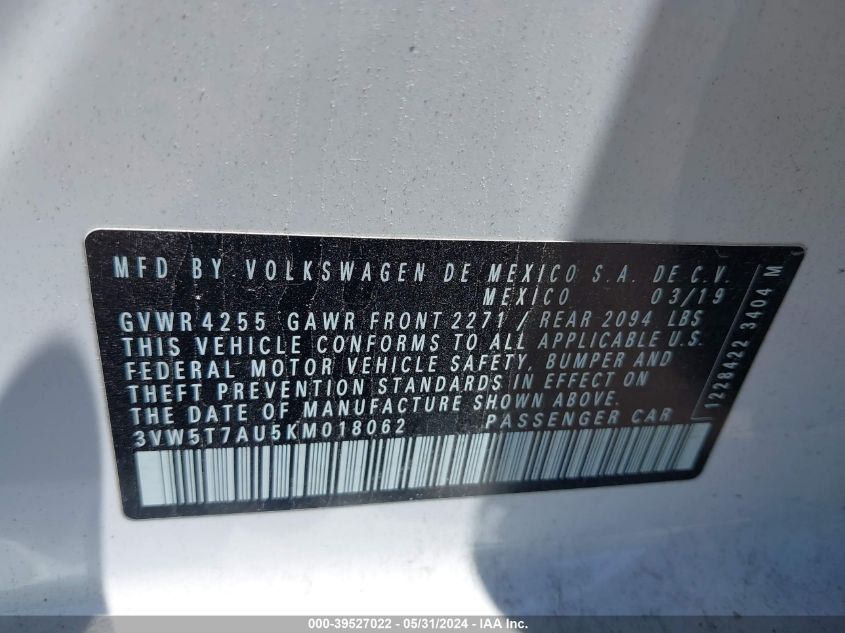 MFD BY VOLKSWAGEN DE MEXICO S.A. DE C.V.
MEXICO 03/19
GVWR 4255 GAWR FRONT 2271 / REAR 2094 LBS
THIS VEHICLE CONFORMS TO ALL APPLICABLE U.S.
FEDERAL MOTOR VEHICLE SAFETY, BUMPER AND
THEFT PREVENTION STANDARDS IN EFFECT ON
THE DATE OF MANUFACTURE SHOWN ABOVE.
3VW5T7AU5KM018062 PASSENGER CAR
1228422 3404 M
000-39527022 - 05/31/2024 - IAA Inc.